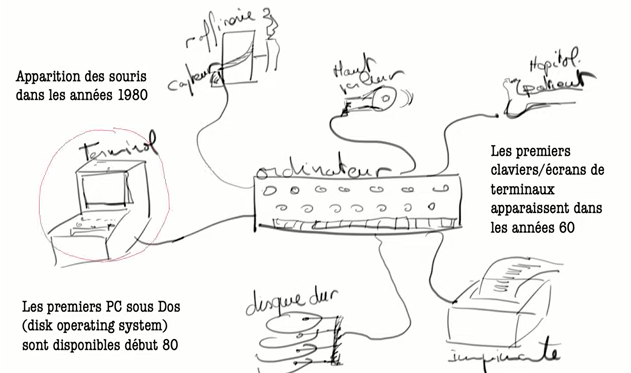 raffinerie
capteur
Haut
parleur
Hopital
patient
Apparition des souris
dans les années 1980
Terminal
ordinateur
Les premiers
claviers/écrans de
terminaux
apparaissent dans
les années 60
Les premiers PC sous Dos
(disk operating system)
sont disponibles début 80
disque dur
imprimante